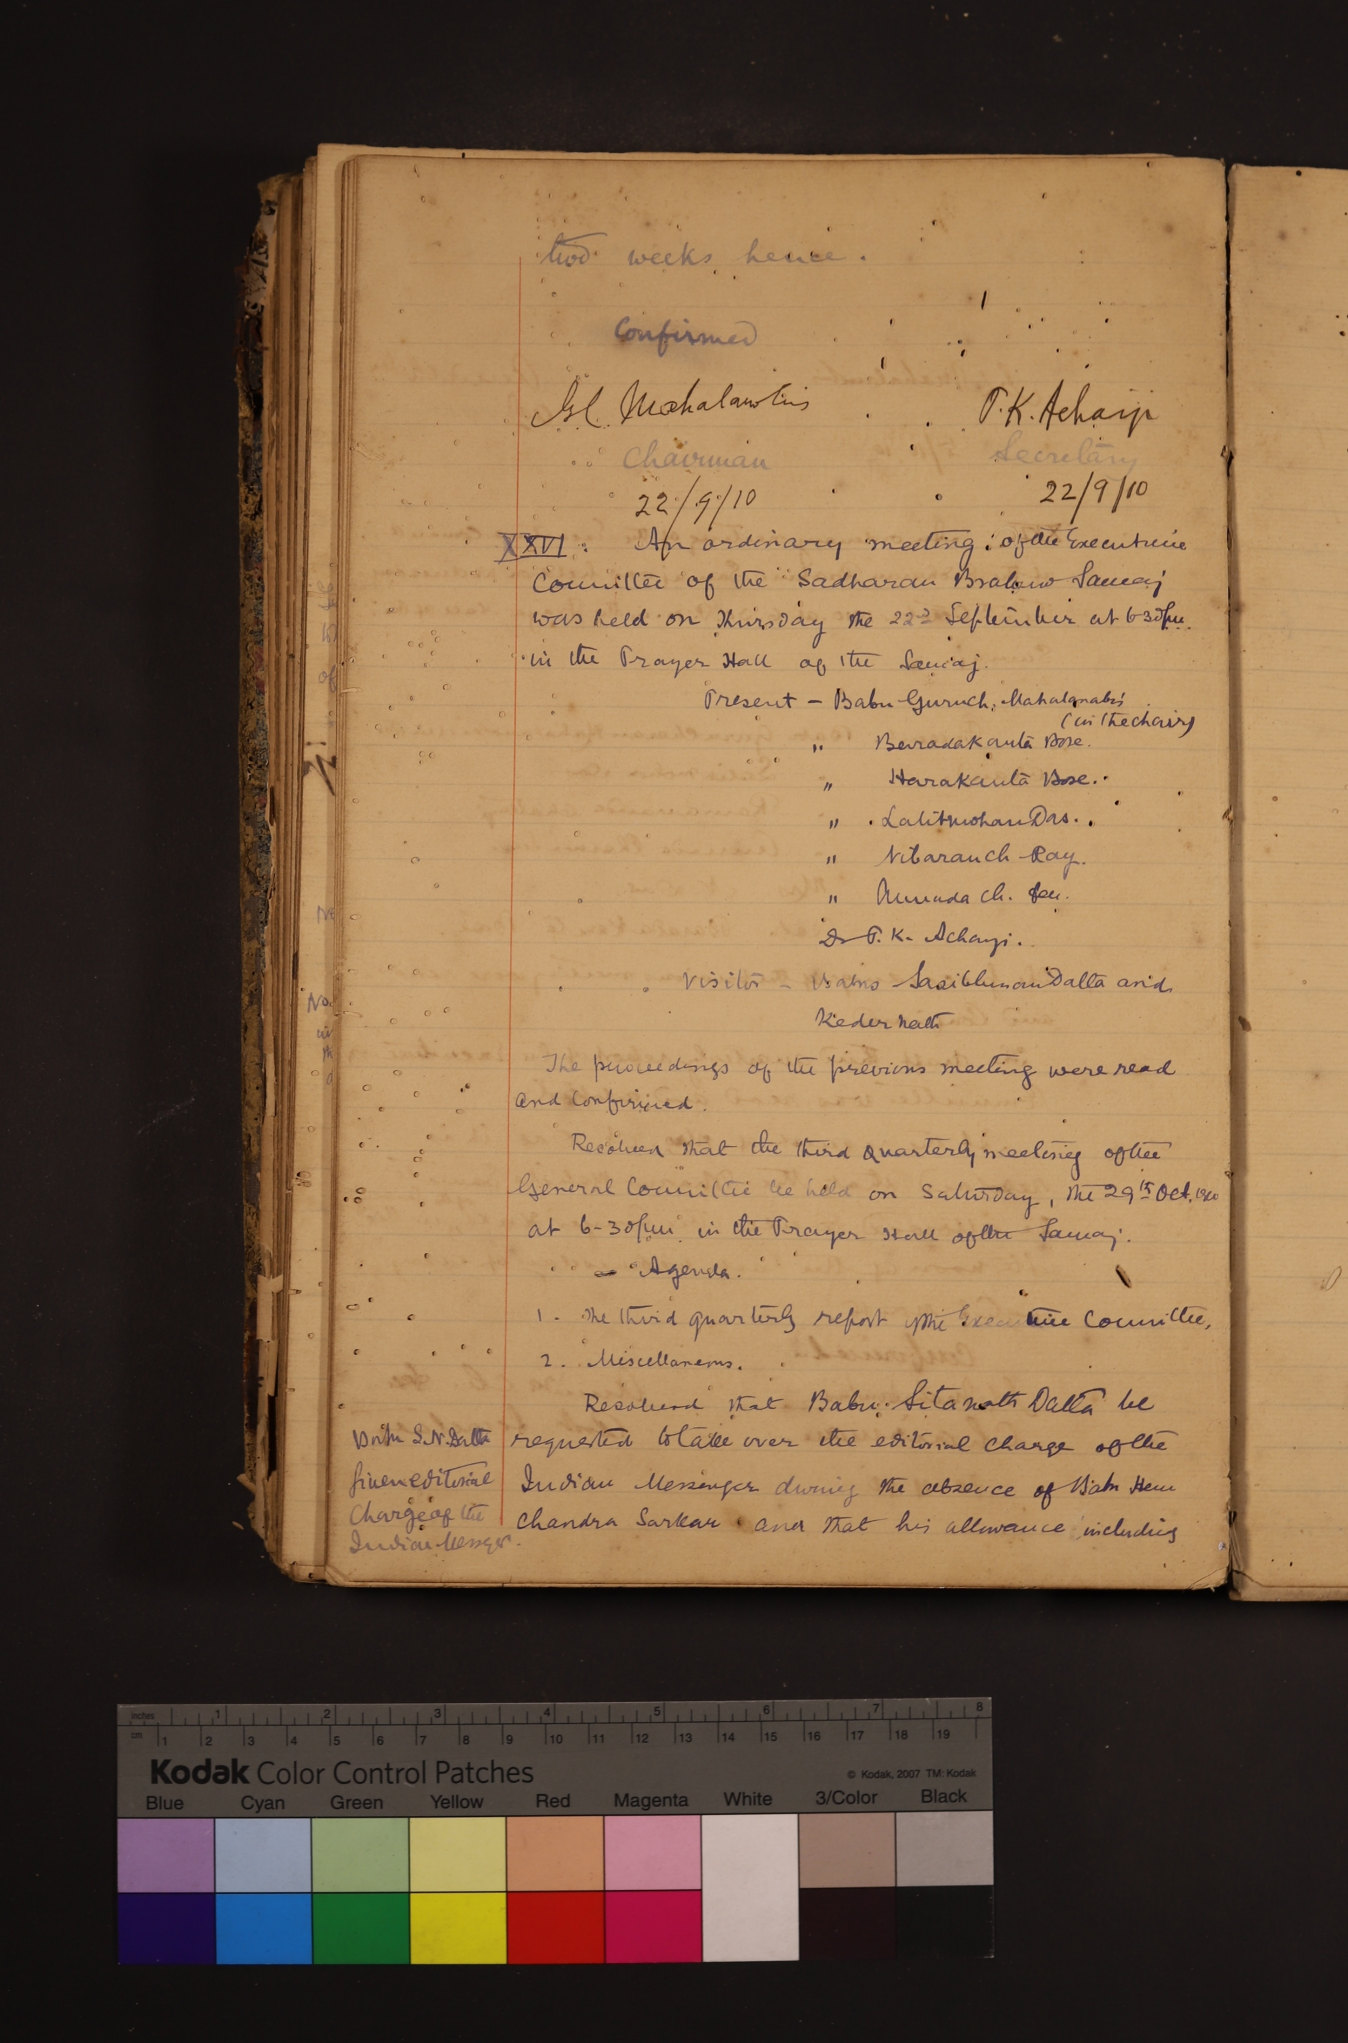 two weeks hence.
Confirmed
G.C. Mahalanobis P.K. Acharji
Chairman Secretary
22/9/10 22/9/10
XXVI. An ordinary meeting of the Executive
Committee of the Sadharan Brahmo Samaj
was held on Thursday the 22nd September at 6-30 pm.
in the Prayer Hall of the Samaj.
Present – Babu Guruch. Mahalanabis
(in the chair)
" Baradakanta Bose.
" Harakanta Bose.
" Lalitmohan Das.
" Nibaranch Ray.
" Annada Ch. Sen.
Dr P. K. Acharji.
Visitor – Babus Sasibhusan Datta and
Kedernath
The proceedings of the previous meeting were read
and confirmed.
Resolved that the third quarterly meeting of the
General Committee be held on Saturday, the 29th Oct. 1910
at 6-30 pm in the Prayer Hall of the Samaj.
Agenda.
1. The third quarterly report of the Executive Committee.
2. Miscellaneous.
Resolved that Babu Sitanath Datta be
requested to take over the editorial charge of the
Indian Messenger during the absence of Babu Hem
Chandra Sarkar and that his allowance including
Babu S.N. Datta
given editorial
Charge of the
Indian Messger.
inches 1 2 3 4 5 6 7 8
cm 1 2 3 4 5 6 7 8 9 10 11 12 13 14 15 16 17 18 19
Kodak Color Control Patches
© Kodak, 2007 TM: Kodak
Blue Cyan Green Yellow Red Magenta White 3/Color Black